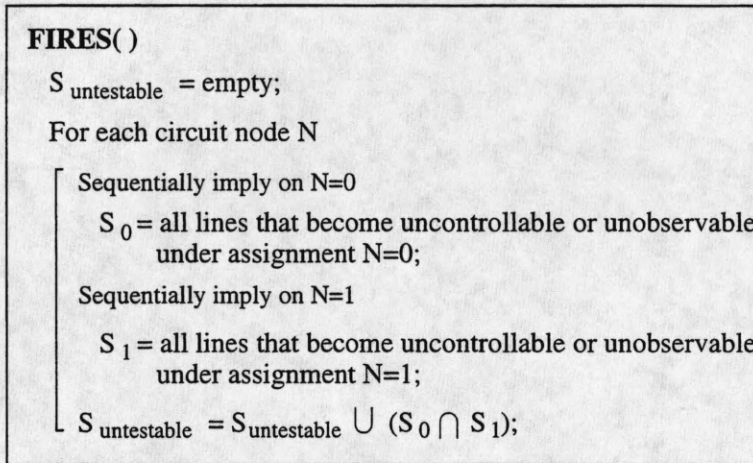 FIRES( )
S untestable = empty;
For each circuit node N
Sequentially imply on N=0
S 0 = all lines that become uncontrollable or unobservable
under assignment N=0;
Sequentially imply on N=1
S 1 = all lines that become uncontrollable or unobservable
under assignment N=1;
S untestable = S untestable ∪ (S 0 ∩ S 1);